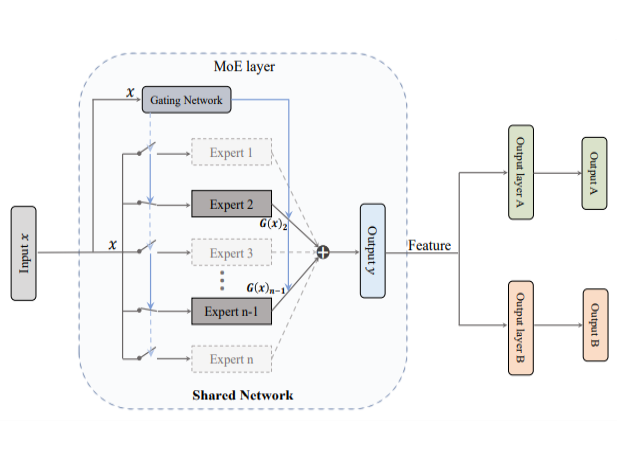 MoE layer
x
Gating Network
Expert 1
Expert 2
G(x)₂
Input x
x
Expert 3
G(x)ₙ₋₁
Expert n-1
Expert n
Output y
Feature
Output layer A
Output A
Output layer B
Output B
Shared Network